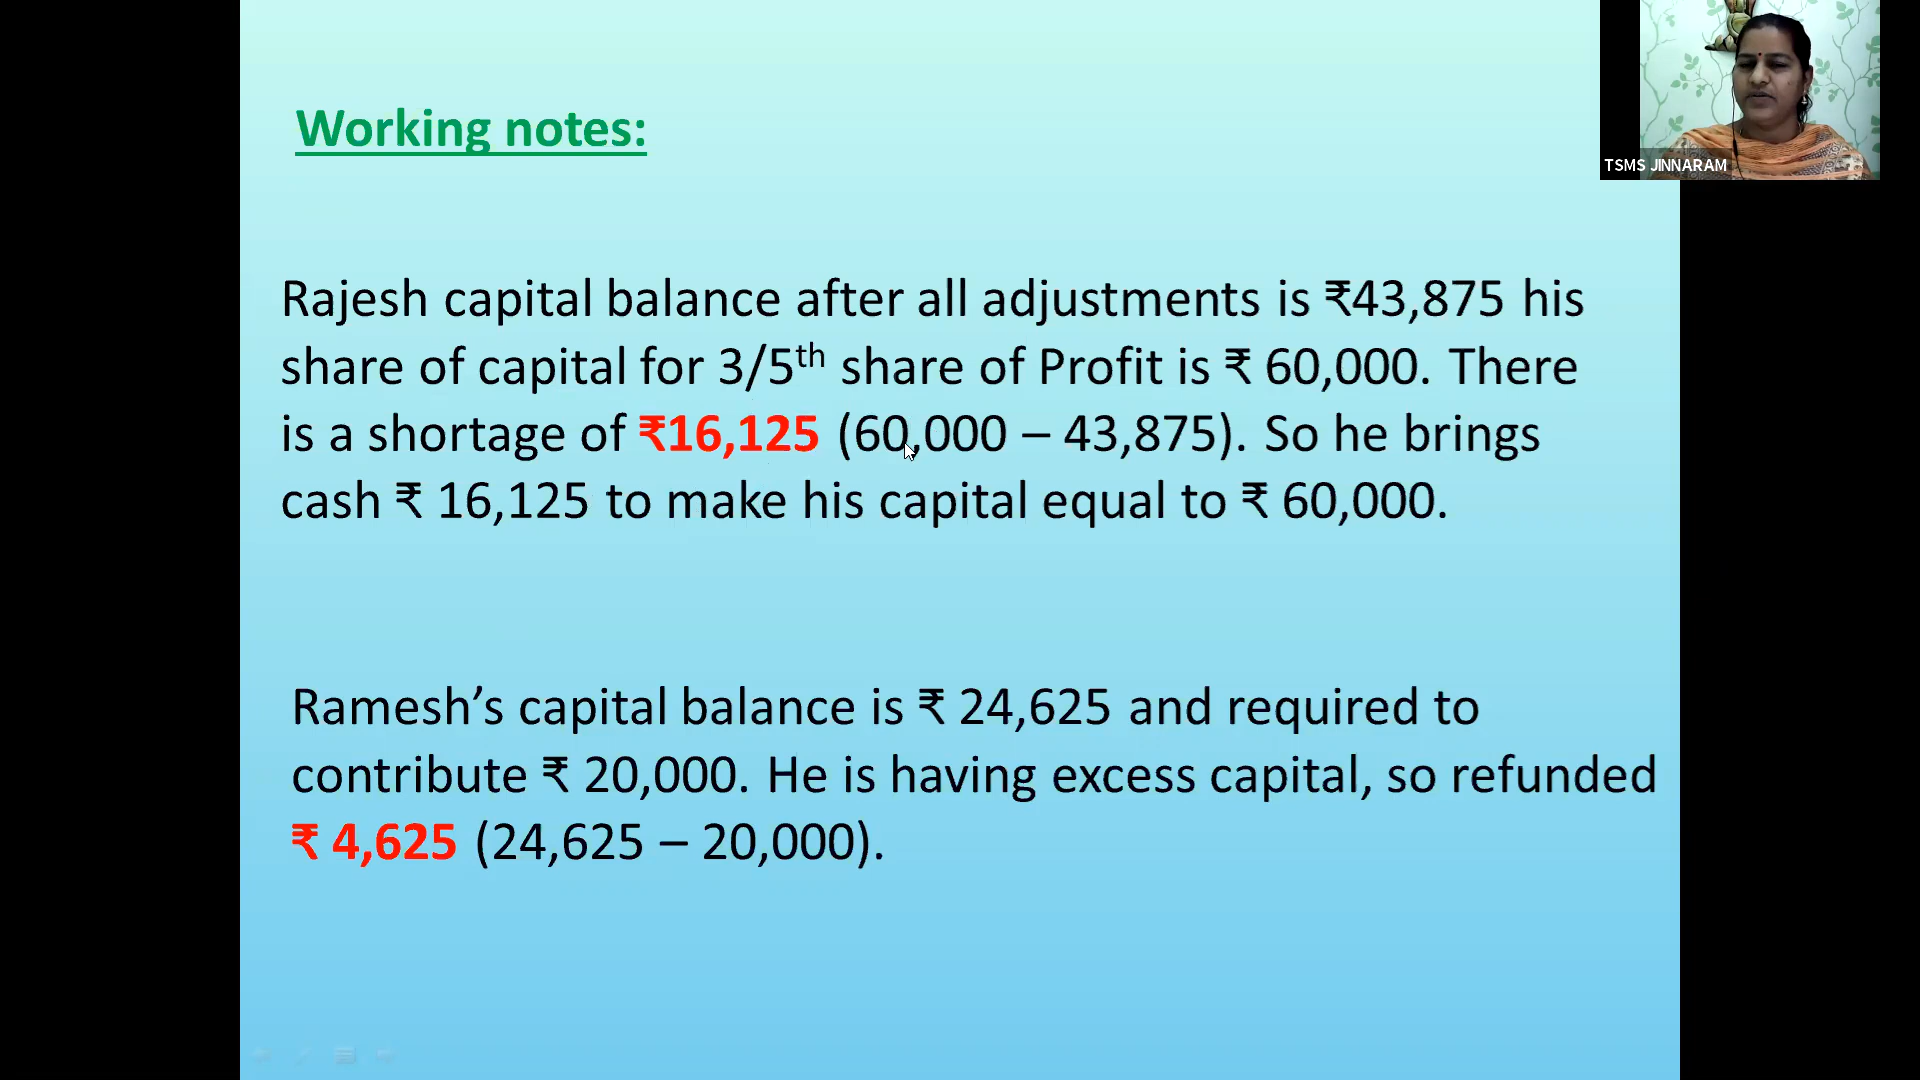 Working notes:
TSMS JINNARAM
Rajesh capital balance after all adjustments is ₹43,875 his
share of capital for 3/5th share of Profit is ₹ 60,000. There
is a shortage of ₹16,125 (60,000 – 43,875). So he brings
cash ₹ 16,125 to make his capital equal to ₹ 60,000.
Ramesh’s capital balance is ₹ 24,625 and required to
contribute ₹ 20,000. He is having excess capital, so refunded
₹ 4,625 (24,625 – 20,000).